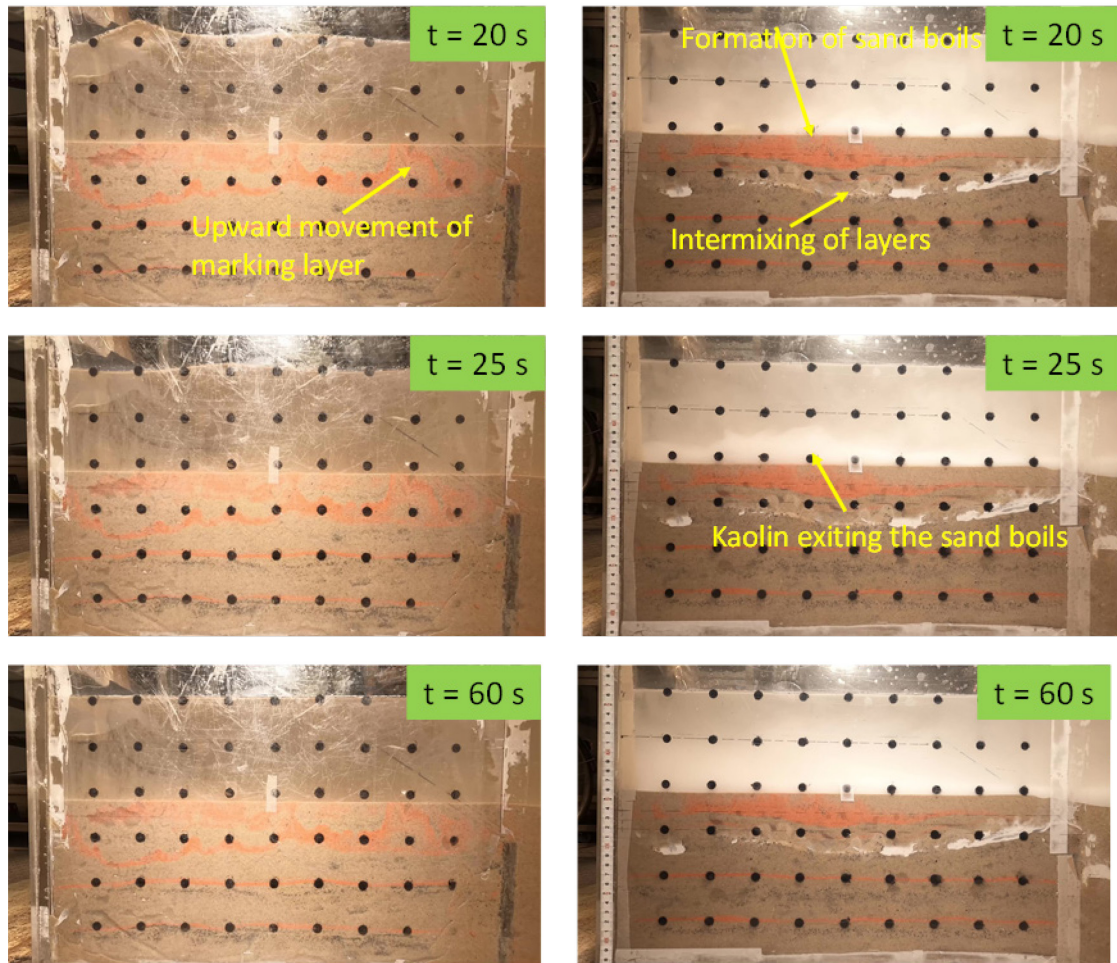 t = 20 s
Formation of sand boils
t = 20 s
Upward movement of
marking layer
Intermixing of layers
t = 25 s
t = 25 s
Kaolin exiting the sand boils
t = 60 s
t = 60 s